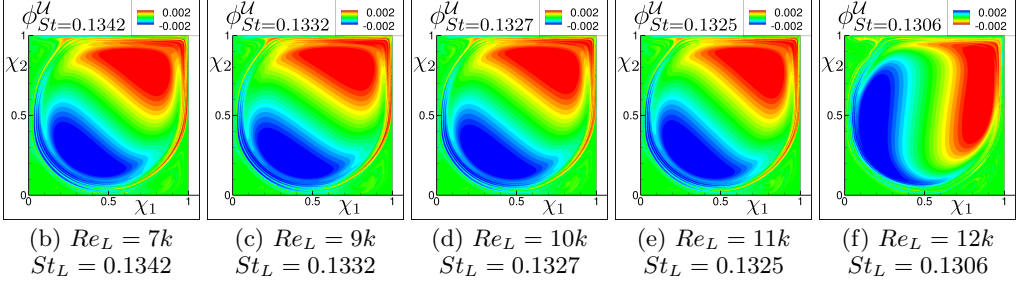 ϕ^𝒰_{St=0.1342} 0.002 -0.002
χ₂ 1 0.5 0 0.5 χ₁ 1
(b) Re_L = 7k
St_L = 0.1342
ϕ^𝒰_{St=0.1332} 0.002 -0.002
χ₂ 1 0.5 0 0.5 χ₁ 1
(c) Re_L = 9k
St_L = 0.1332
ϕ^𝒰_{St=0.1327} 0.002 -0.002
χ₂ 1 0.5 0 0.5 χ₁ 1
(d) Re_L = 10k
St_L = 0.1327
ϕ^𝒰_{St=0.1325} 0.002 -0.002
χ₂ 1 0.5 0 0.5 χ₁ 1
(e) Re_L = 11k
St_L = 0.1325
ϕ^𝒰_{St=0.1306} 0.002 -0.002
χ₂ 1 0.5 0 0.5 χ₁ 1
(f) Re_L = 12k
St_L = 0.1306